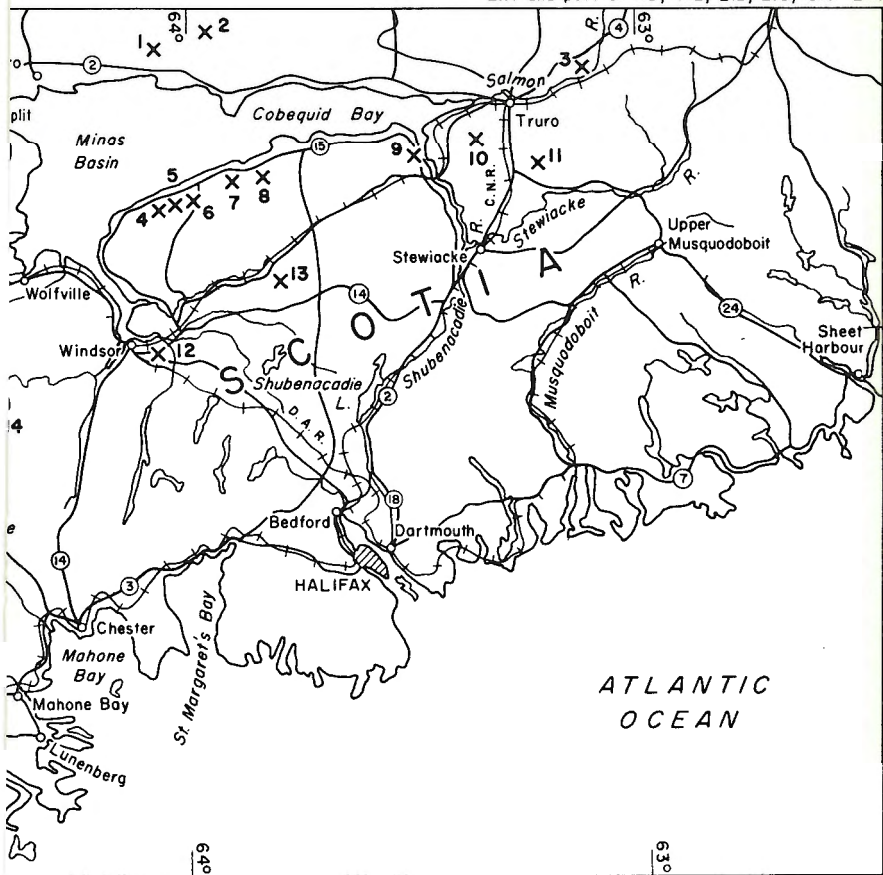 64°
63°
1
2
3
4
2
Salmon
R.
Truro
plit
Cobequid Bay
Minas
Basin
15
5
9
10
11
C.N.R.
4
6
7
8
R.
Stewiacke
R.
Stewiacke
Upper
Musquodoboit
Wolfville
13
14
R.
24
Sheet
Harbour
Windsor
12
SCOTIA
Shubenacadie
L.
Shubenacadie
Musquodoboit
2
D.A.R.
4
18
7
Bedford
Dartmouth
HALIFAX
e
14
3
Chester
Mahone
Bay
St. Margaret's Bay
Mahone Bay
Lunenberg
ATLANTIC
OCEAN
64°
63°